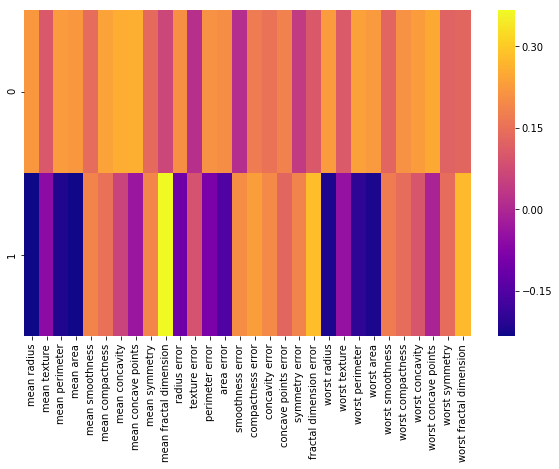 0
1
0.30
0.15
0.00
−0.15
mean radius
mean texture
mean perimeter
mean area
mean smoothness
mean compactness
mean concavity
mean concave points
mean symmetry
mean fractal dimension
radius error
texture error
perimeter error
area error
smoothness error
compactness error
concavity error
concave points error
symmetry error
fractal dimension error
worst radius
worst texture
worst perimeter
worst area
worst smoothness
worst compactness
worst concavity
worst concave points
worst symmetry
worst fractal dimension